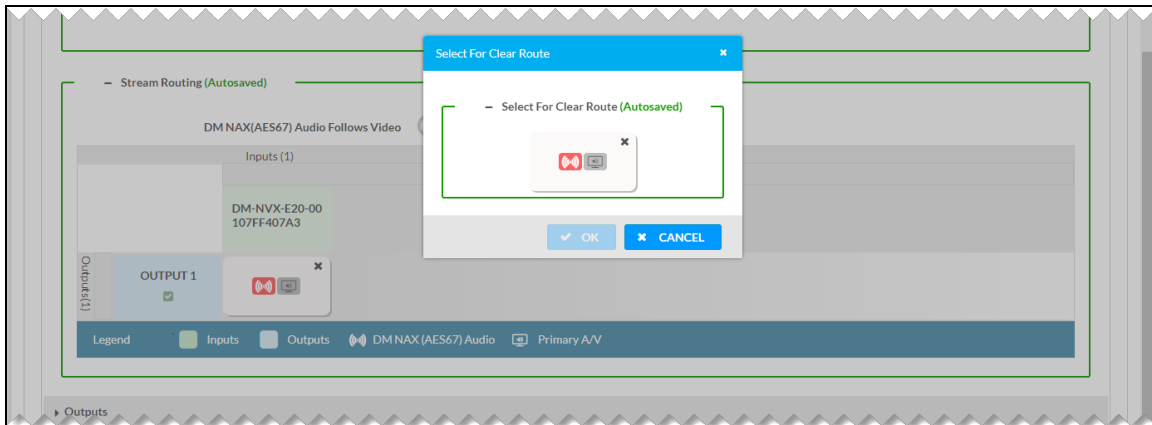 Select For Clear Route
− Stream Routing (Autosaved)
− Select For Clear Route (Autosaved)
DM NAX(AES67) Audio Follows Video
Inputs (1)
DM-NVX-E20-00
107FF407A3
OK
CANCEL
Outputs(1)
OUTPUT 1
Legend
Inputs
Outputs
DM NAX (AES67) Audio
Primary A/V
Outputs